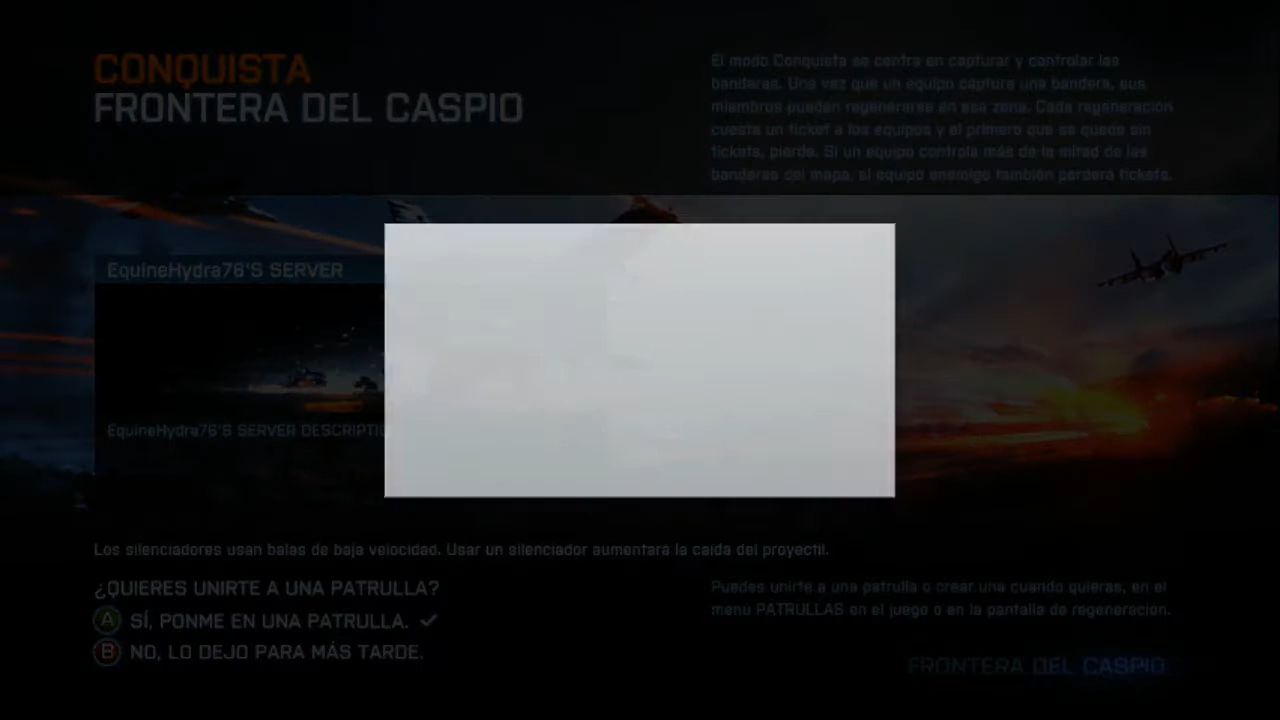 CONQUISTA
FRONTERA DEL CASPIO
El modo Conquista se centra en capturar y controlar las
banderas. Una vez que un equipo captura una bandera, sus
miembros pueden regenerarse en esa zona. Cada regeneración
cuesta un ticket a los equipos y el primero que se quede sin
tickets, pierde. Si un equipo controla más de la mitad de las
banderas del mapa, el equipo enemigo también perderá tickets.
EquineHydra76'S SERVER
EquineHydra76'S SERVER DESCRIPTIO
Los silenciadores usan balas de baja velocidad. Usar un silenciador aumentará la caída del proyectil.
¿QUIERES UNIRTE A UNA PATRULLA?
A SÍ, PONME EN UNA PATRULLA.
B NO, LO DEJO PARA MÁS TARDE.
Puedes unirte a una patrulla o crear una cuando quieras, en el
menú PATRULLAS en el juego o en la pantalla de regeneración.
FRONTERA DEL CASPIO